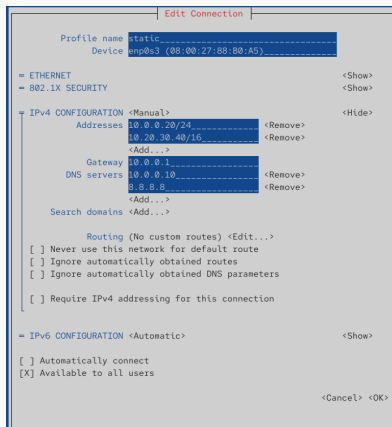 Edit Connection
Profile name static
Device enp0s3 (08:00:27:88:B0:A5)
= ETHERNET <Show>
= 802.1X SECURITY <Show>
= IPv4 CONFIGURATION <Manual> <Hide>
Addresses 10.0.0.20/24 <Remove>
10.20.30.40/16 <Remove>
<Add...>
Gateway 10.0.0.1
DNS servers 10.0.0.10 <Remove>
8.8.8.8 <Remove>
<Add...>
Search domains <Add...>
Routing (No custom routes) <Edit...>
[ ] Never use this network for default route
[ ] Ignore automatically obtained routes
[ ] Ignore automatically obtained DNS parameters
[ ] Require IPv4 addressing for this connection
= IPv6 CONFIGURATION <Automatic> <Show>
[ ] Automatically connect
[X] Available to all users
<Cancel> <OK>